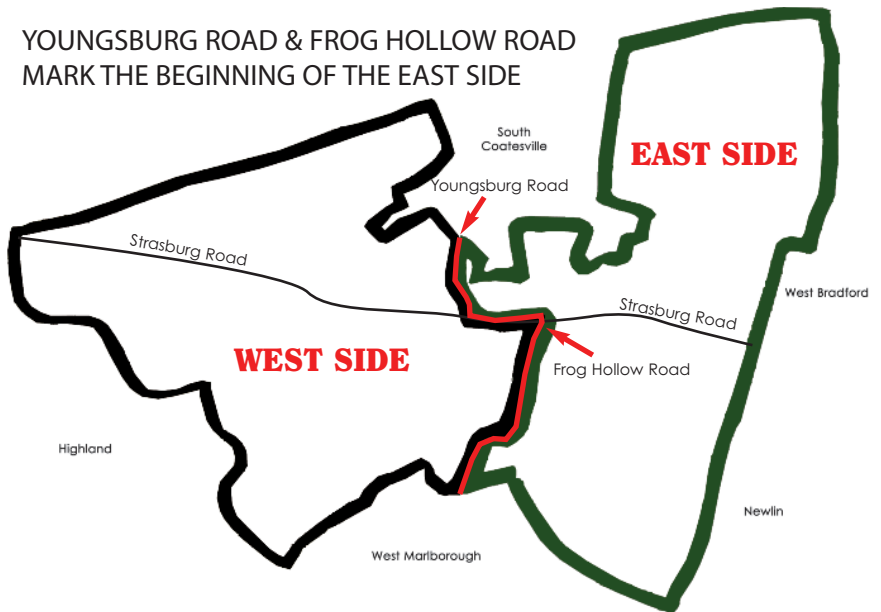 YOUNGSBURG ROAD & FROG HOLLOW ROAD
MARK THE BEGINNING OF THE EAST SIDE
South
Coatesville
EAST SIDE
Youngsburg Road
Strasburg Road
West Bradford
Strasburg Road
WEST SIDE
Frog Hollow Road
Highland
Newlin
West Marlborough